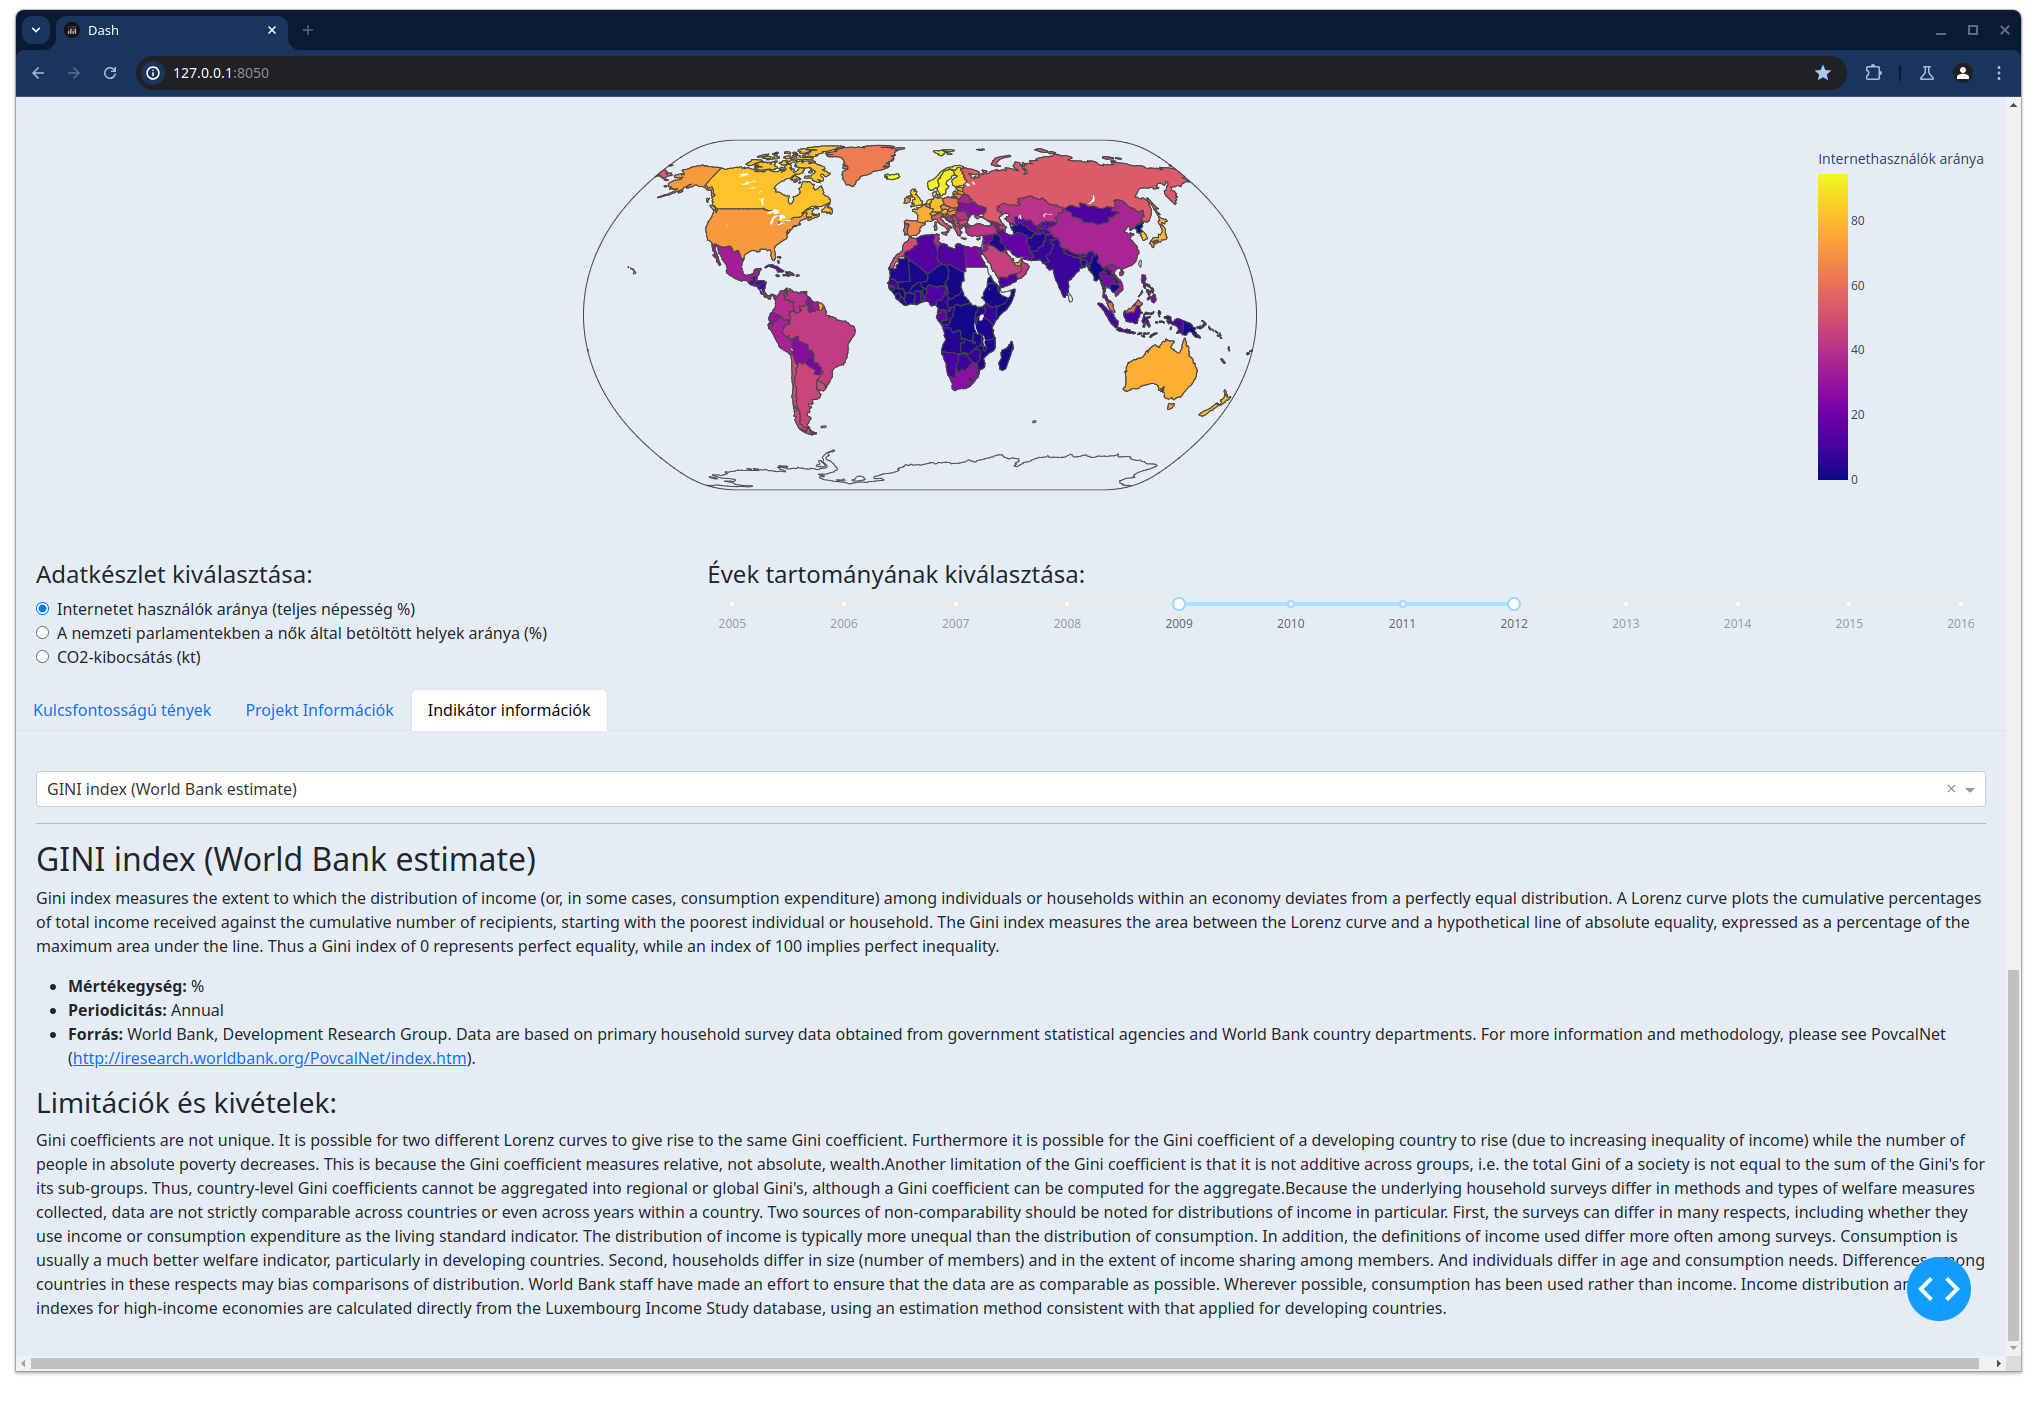 Dash
127.0.0.1:8050
Internethasználók aránya
80
60
40
20
0
Adatkészlet kiválasztása:
Internetet használók aránya (teljes népesség %)
A nemzeti parlamentekben a nők által betöltött helyek aránya (%)
CO2-kibocsátás (kt)
Évek tartományának kiválasztása:
2005 2006 2007 2008 2009 2010 2011 2012 2013 2014 2015 2016
Kulcsfontosságú tények Projekt Információk Indikátor információk
GINI index (World Bank estimate)
GINI index (World Bank estimate)
Gini index measures the extent to which the distribution of income (or, in some cases, consumption expenditure) among individuals or households within an economy deviates from a perfectly equal distribution. A Lorenz curve plots the cumulative percentages
of total income received against the cumulative number of recipients, starting with the poorest individual or household. The Gini index measures the area between the Lorenz curve and a hypothetical line of absolute equality, expressed as a percentage of the
maximum area under the line. Thus a Gini index of 0 represents perfect equality, while an index of 100 implies perfect inequality.
Mértékegység: %
Periodicitás: Annual
Forrás: World Bank, Development Research Group. Data are based on primary household survey data obtained from government statistical agencies and World Bank country departments. For more information and methodology, please see PovcalNet
(http://iresearch.worldbank.org/PovcalNet/index.htm).
Limitációk és kivételek:
Gini coefficients are not unique. It is possible for two different Lorenz curves to give rise to the same Gini coefficient. Furthermore it is possible for the Gini coefficient of a developing country to rise (due to increasing inequality of income) while the number of
people in absolute poverty decreases. This is because the Gini coefficient measures relative, not absolute, wealth.Another limitation of the Gini coefficient is that it is not additive across groups, i.e. the total Gini of a society is not equal to the sum of the Gini's for
its sub-groups. Thus, country-level Gini coefficients cannot be aggregated into regional or global Gini's, although a Gini coefficient can be computed for the aggregate.Because the underlying household surveys differ in methods and types of welfare measures
collected, data are not strictly comparable across countries or even across years within a country. Two sources of non-comparability should be noted for distributions of income in particular. First, the surveys can differ in many respects, including whether they
use income or consumption expenditure as the living standard indicator. The distribution of income is typically more unequal than the distribution of consumption. In addition, the definitions of income used differ more often among surveys. Consumption is
usually a much better welfare indicator, particularly in developing countries. Second, households differ in size (number of members) and in the extent of income sharing among members. And individuals differ in age and consumption needs. Differences among
countries in these respects may bias comparisons of distribution. World Bank staff have made an effort to ensure that the data are as comparable as possible. Wherever possible, consumption has been used rather than income. Income distribution
indexes for high-income economies are calculated directly from the Luxembourg Income Study database, using an estimation method consistent with that applied for developing countries.